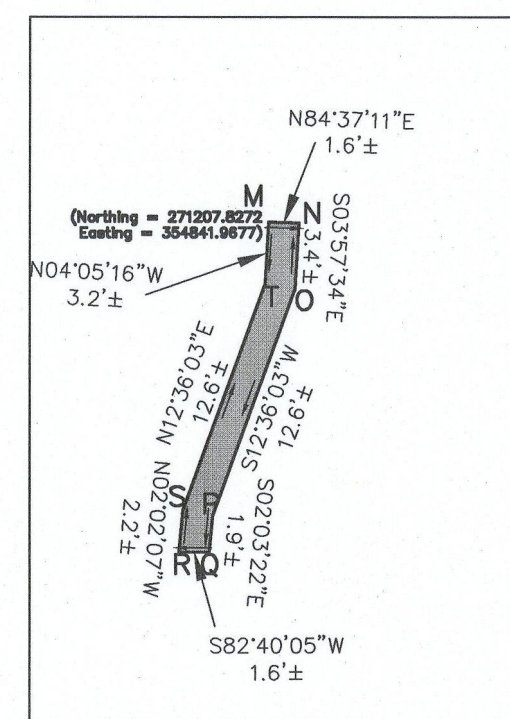 N84°37'11"E
1.6'±
M
N
(Northing = 271207.8272
Easting = 354841.9677)
S03°57'34"E
3.4'±
N04°05'16"W
3.2'±
T
O
N12°36'03"E
12.6'±
S12°36'03"W
12.6'±
S
P
N02°02'07"W
2.2'±
S02°03'22"E
1.9'±
R
Q
S82°40'05"W
1.6'±